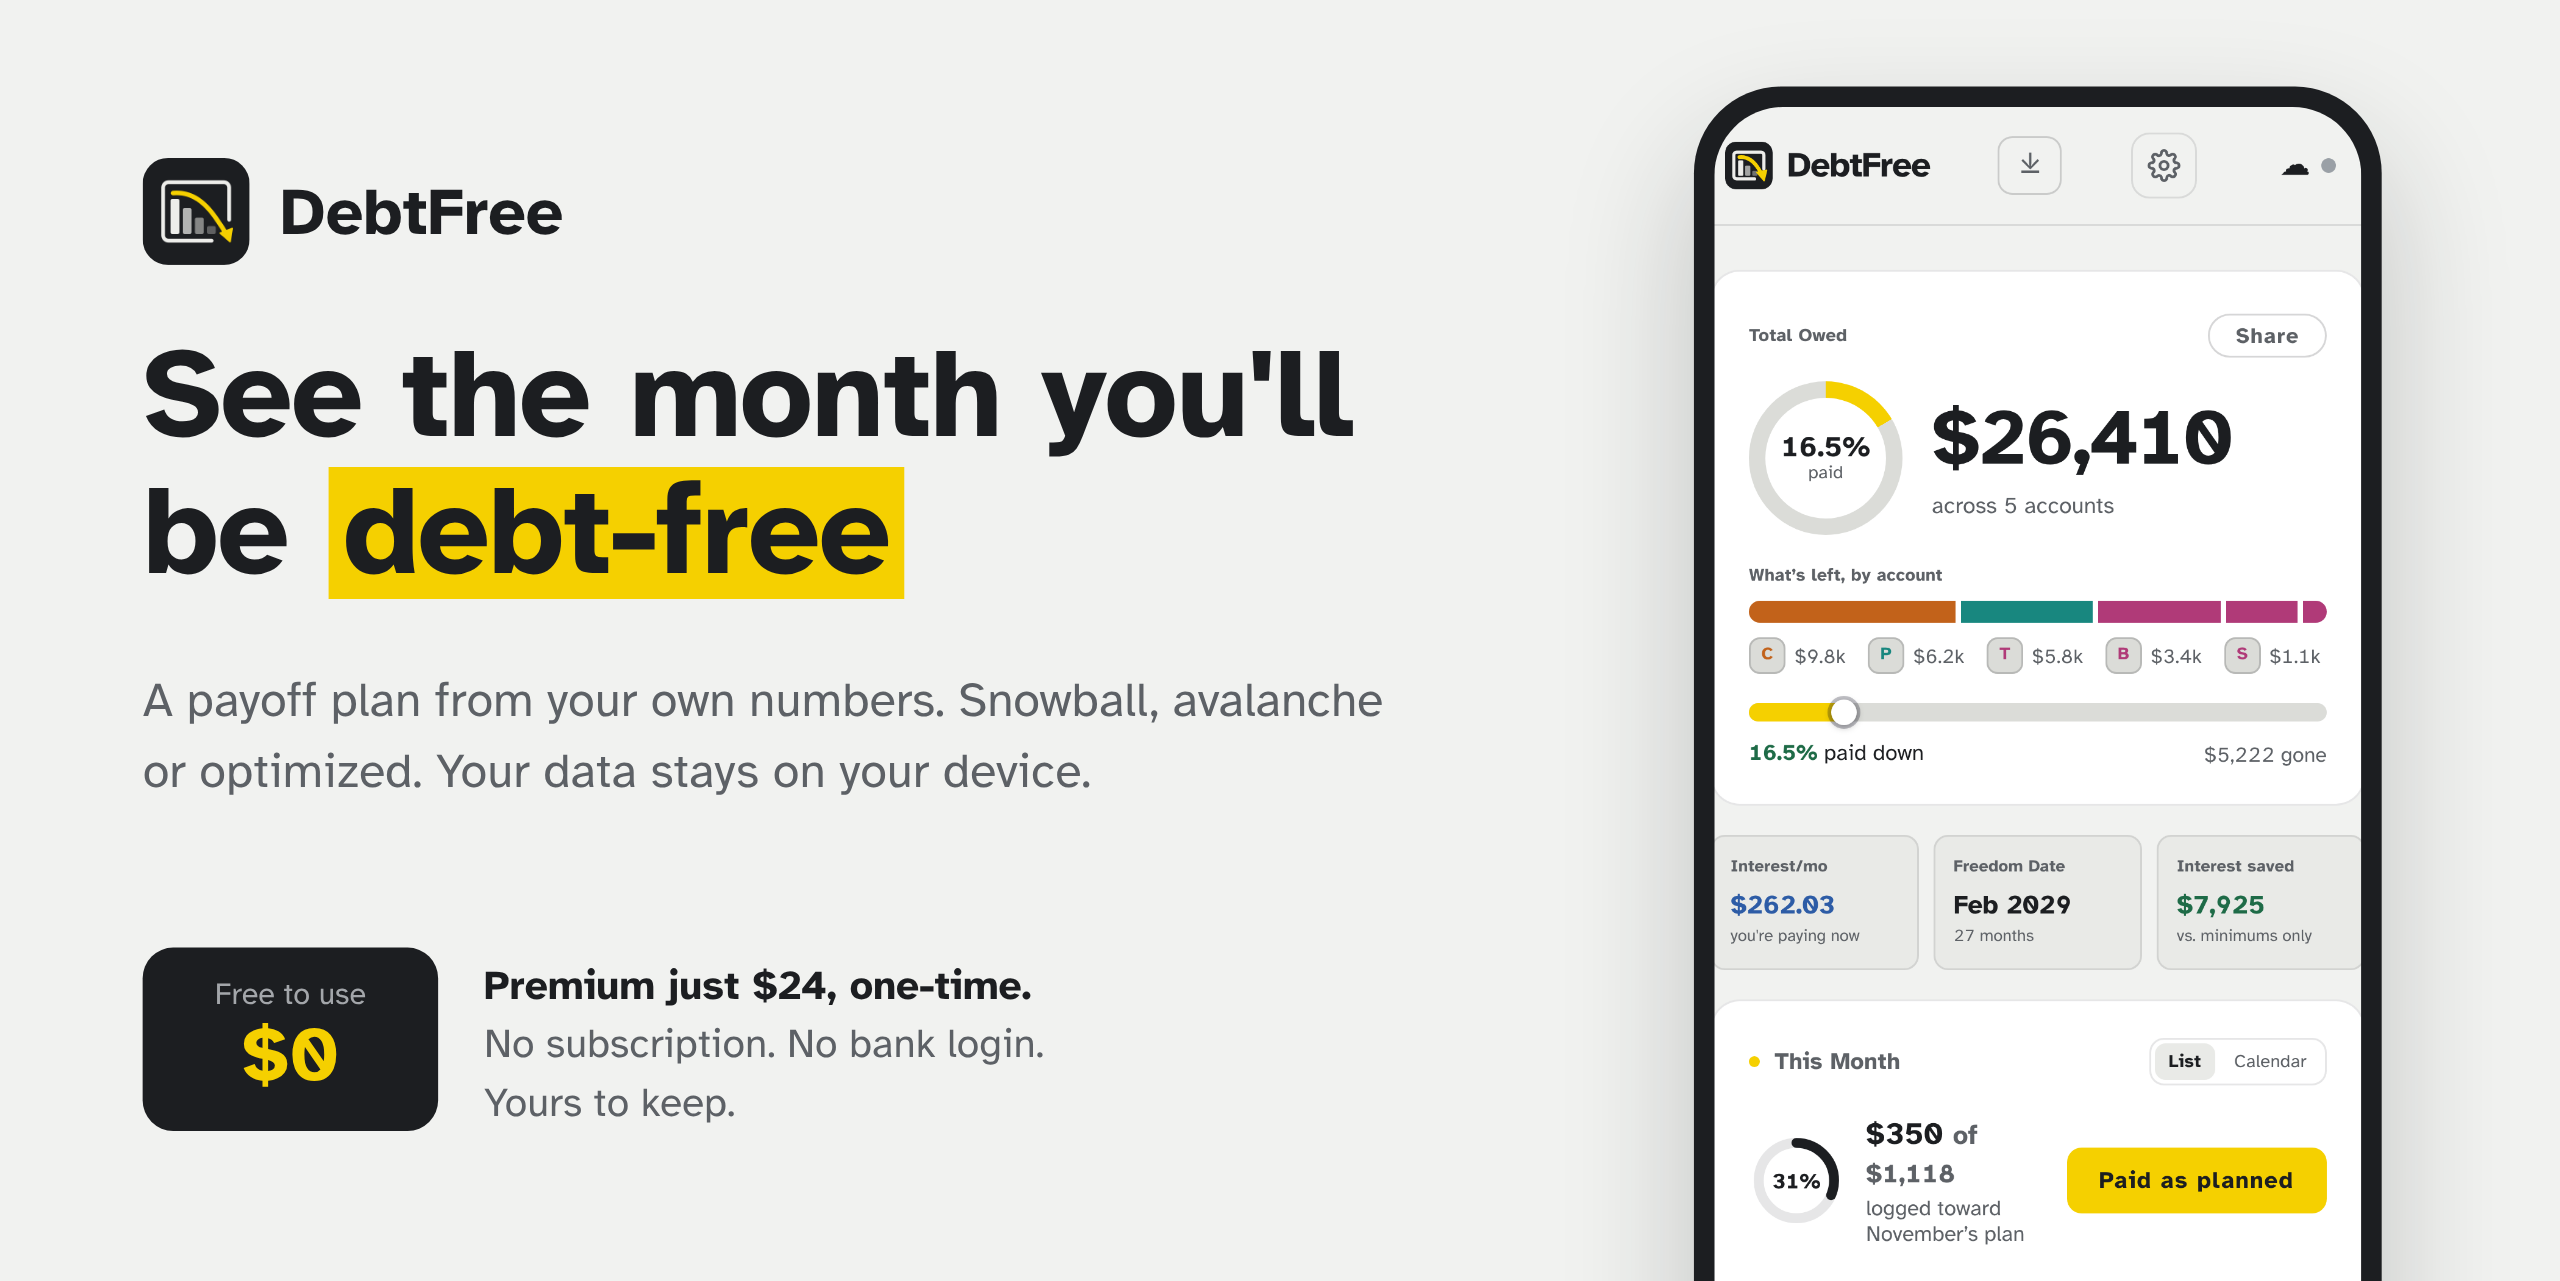 DebtFree
See the month you'll
be debt-free
A payoff plan from your own numbers. Snowball, avalanche
or optimized. Your data stays on your device.
Free to use
$0
Premium just $24, one-time.
No subscription. No bank login.
Yours to keep.
DebtFree
Total Owed
Share
16.5%
paid
$26,410
across 5 accounts
What's left, by account
C $9.8k P $6.2k T $5.8k B $3.4k S $1.1k
16.5% paid down
$5,222 gone
Interest/mo
$262.03
you're paying now
Freedom Date
Feb 2029
27 months
Interest saved
$7,925
vs. minimums only
This Month
List Calendar
31%
$350 of
$1,118
logged toward
November's plan
Paid as planned